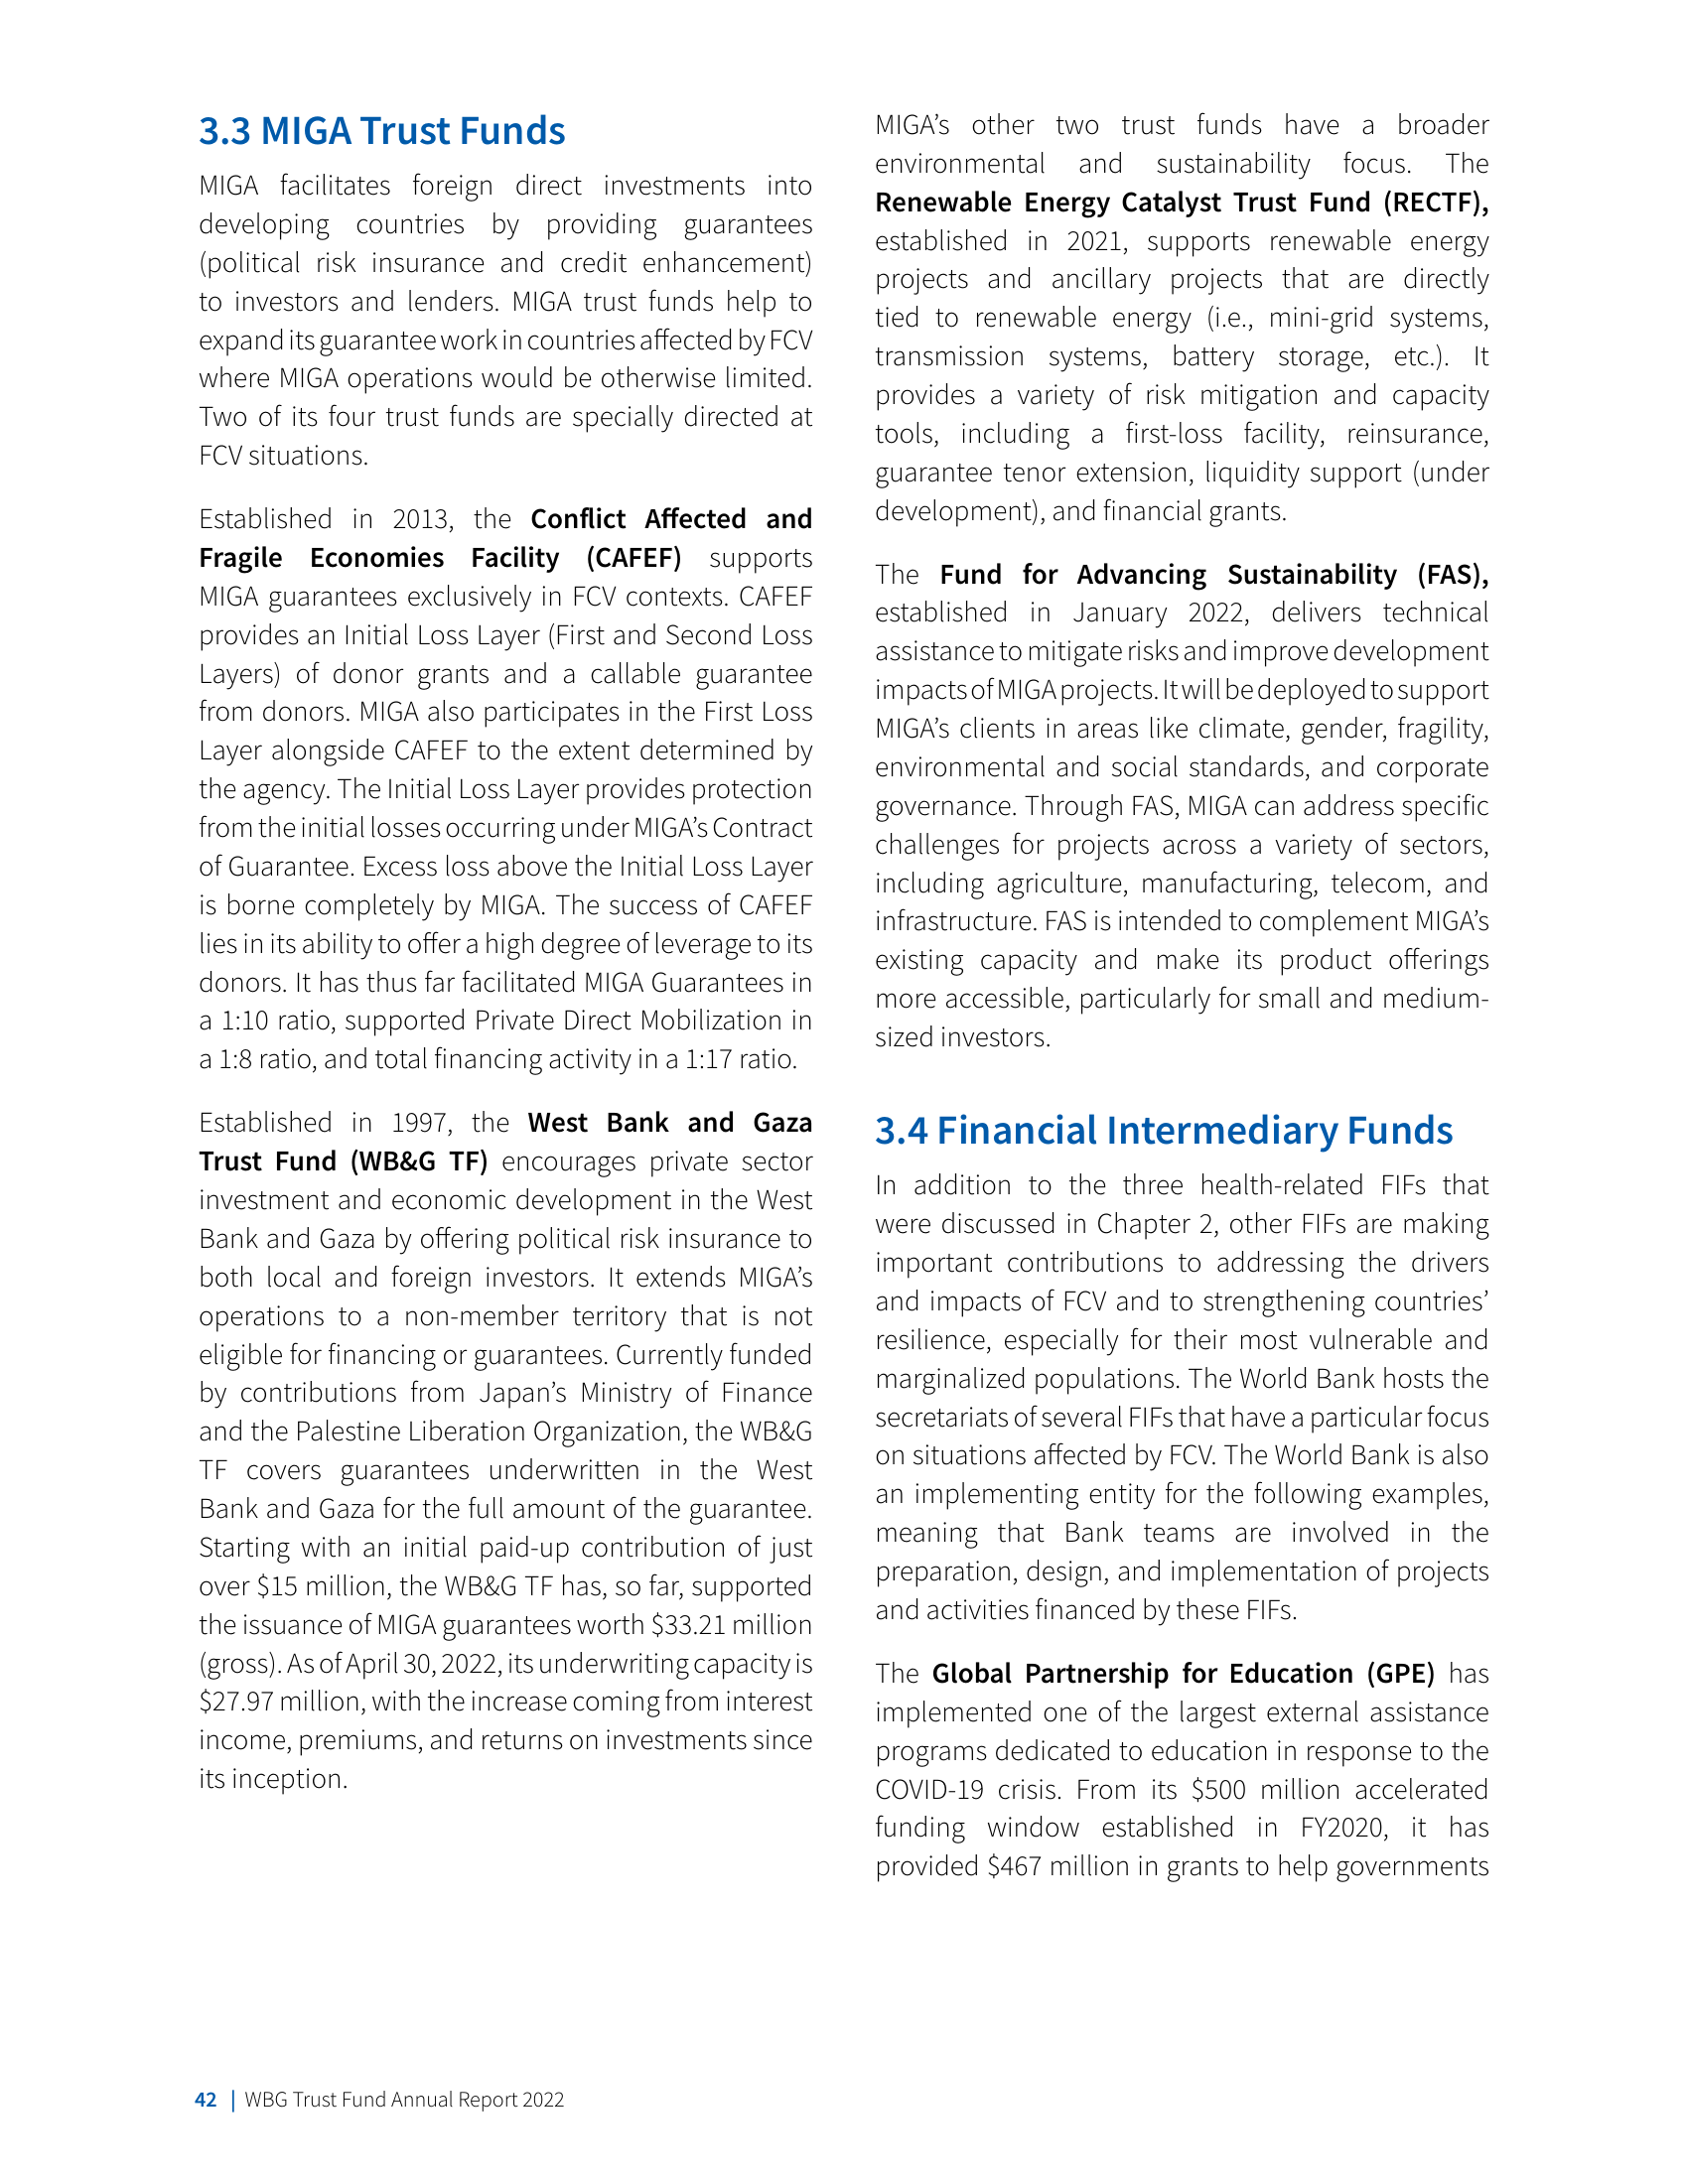 3.3 MIGA Trust Funds
MIGA facilitates foreign direct investments into
developing countries by providing guarantees
(political risk insurance and credit enhancement)
to investors and lenders. MIGA trust funds help to
expand its guarantee work in countries affected by FCV
where MIGA operations would be otherwise limited.
Two of its four trust funds are specially directed at
FCV situations.
Established in 2013, the Conflict Affected and
Fragile Economies Facility (CAFEF) supports
MIGA guarantees exclusively in FCV contexts. CAFEF
provides an Initial Loss Layer (First and Second Loss
Layers) of donor grants and a callable guarantee
from donors. MIGA also participates in the First Loss
Layer alongside CAFEF to the extent determined by
the agency. The Initial Loss Layer provides protection
from the initial losses occurring under MIGA’s Contract
of Guarantee. Excess loss above the Initial Loss Layer
is borne completely by MIGA. The success of CAFEF
lies in its ability to offer a high degree of leverage to its
donors. It has thus far facilitated MIGA Guarantees in
a 1:10 ratio, supported Private Direct Mobilization in
a 1:8 ratio, and total financing activity in a 1:17 ratio.
Established in 1997, the West Bank and Gaza
Trust Fund (WB&G TF) encourages private sector
investment and economic development in the West
Bank and Gaza by offering political risk insurance to
both local and foreign investors. It extends MIGA’s
operations to a non-member territory that is not
eligible for financing or guarantees. Currently funded
by contributions from Japan’s Ministry of Finance
and the Palestine Liberation Organization, the WB&G
TF covers guarantees underwritten in the West
Bank and Gaza for the full amount of the guarantee.
Starting with an initial paid-up contribution of just
over $15 million, the WB&G TF has, so far, supported
the issuance of MIGA guarantees worth $33.21 million
(gross). As of April 30, 2022, its underwriting capacity is
$27.97 million, with the increase coming from interest
income, premiums, and returns on investments since
its inception.
MIGA’s other two trust funds have a broader
environmental and sustainability focus. The
Renewable Energy Catalyst Trust Fund (RECTF),
established in 2021, supports renewable energy
projects and ancillary projects that are directly
tied to renewable energy (i.e., mini-grid systems,
transmission systems, battery storage, etc.). It
provides a variety of risk mitigation and capacity
tools, including a first-loss facility, reinsurance,
guarantee tenor extension, liquidity support (under
development), and financial grants.
The Fund for Advancing Sustainability (FAS),
established in January 2022, delivers technical
assistance to mitigate risks and improve development
impacts of MIGA projects. It will be deployed to support
MIGA’s clients in areas like climate, gender, fragility,
environmental and social standards, and corporate
governance. Through FAS, MIGA can address specific
challenges for projects across a variety of sectors,
including agriculture, manufacturing, telecom, and
infrastructure. FAS is intended to complement MIGA’s
existing capacity and make its product offerings
more accessible, particularly for small and medium-
sized investors.
3.4 Financial Intermediary Funds
In addition to the three health-related FIFs that
were discussed in Chapter 2, other FIFs are making
important contributions to addressing the drivers
and impacts of FCV and to strengthening countries’
resilience, especially for their most vulnerable and
marginalized populations. The World Bank hosts the
secretariats of several FIFs that have a particular focus
on situations affected by FCV. The World Bank is also
an implementing entity for the following examples,
meaning that Bank teams are involved in the
preparation, design, and implementation of projects
and activities financed by these FIFs.
The Global Partnership for Education (GPE) has
implemented one of the largest external assistance
programs dedicated to education in response to the
COVID-19 crisis. From its $500 million accelerated
funding window established in FY2020, it has
provided $467 million in grants to help governments
42 | WBG Trust Fund Annual Report 2022